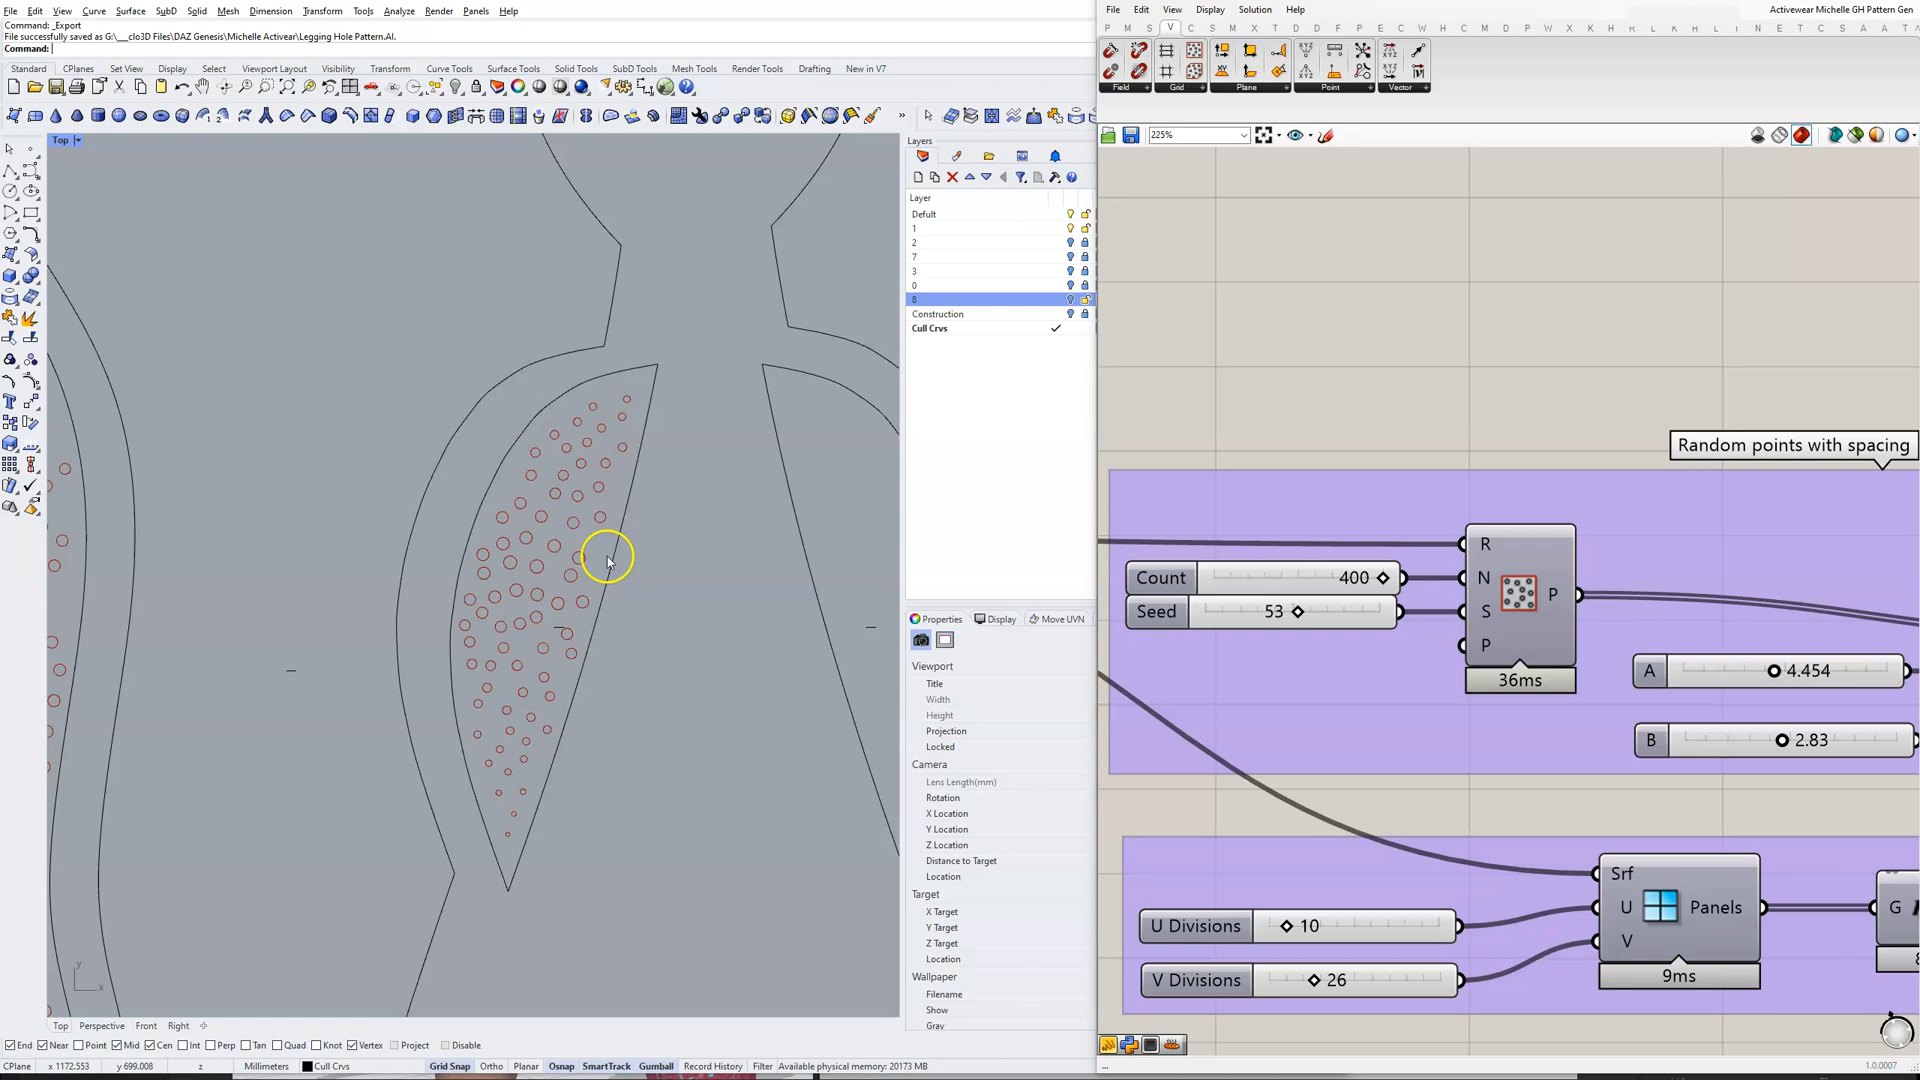 File Edit View Curve Surface SubD Solid Mesh Dimension Transform Tools Analyze Render Panels Help
Command: _Export
File successfully saved as G:\__clo3D Files\DAZ Genesis\Michelle Activear\Legging Hole Pattern.AI.
Command:
Standard CPlanes Set View Display Select Viewport Layout Visibility Transform Curve Tools Surface Tools Solid Tools SubD Tools Mesh Tools Render Tools Drafting New in V7
Top
Layers
Layer
Defult
1
2
7
3
0
8
Construction
Cull Crvs
Properties Display Move UVN
Viewport
Title
Width
Height
Projection
Locked
Camera
Lens Length(mm)
Rotation
X Location
Y Location
Z Location
Distance to Target
Location
Target
X Target
Y Target
Z Target
Location
Wallpaper
Filename
Show
Gray
y
x
Top Perspective Front Right
End Near Point Mid Cen Int Perp Tan Quad Knot Vertex Project Disable
CPlane x 1172.553 y 699.008 z Millimeters Cull Crvs Grid Snap Ortho Planar Osnap SmartTrack Gumball Record History Filter Available physical memory: 20173 MB
File Edit View Display Solution Help
Activewear Michelle GH Pattern Gen
P M S V C S M
Field Grid Plane Point Vector
225%
Random points with spacing
Count 400
Seed 53
R
N
S
P
P
36ms
A 4.454
B 2.83
U Divisions 10
V Divisions 26
Srf
U
V
Panels
9ms
G
8
1.0.0007